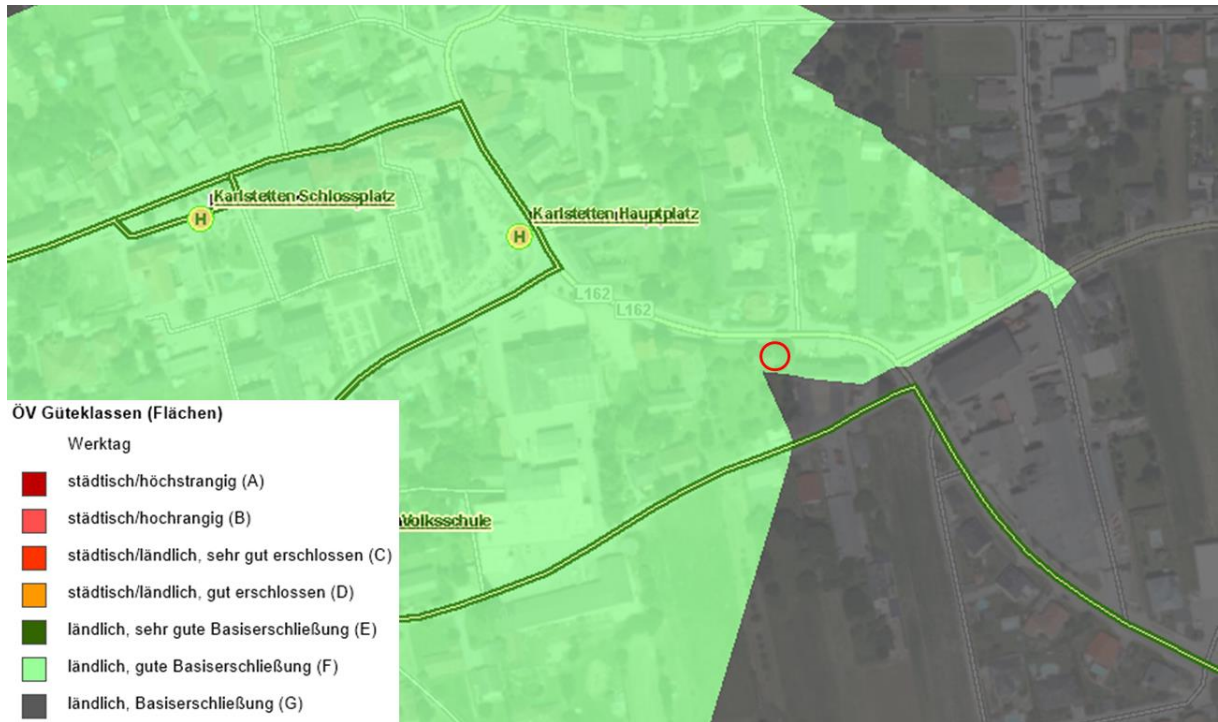 Karlstetten Schlossplatz
H
Karlstetten Hauptplatz
H
L162
L162
Volksschule
ÖV Güteklassen (Flächen)
Werktag
städtisch/höchstrangig (A)
städtisch/hochrangig (B)
städtisch/ländlich, sehr gut erschlossen (C)
städtisch/ländlich, gut erschlossen (D)
ländlich, sehr gute Basiserschließung (E)
ländlich, gute Basiserschließung (F)
ländlich, Basiserschließung (G)